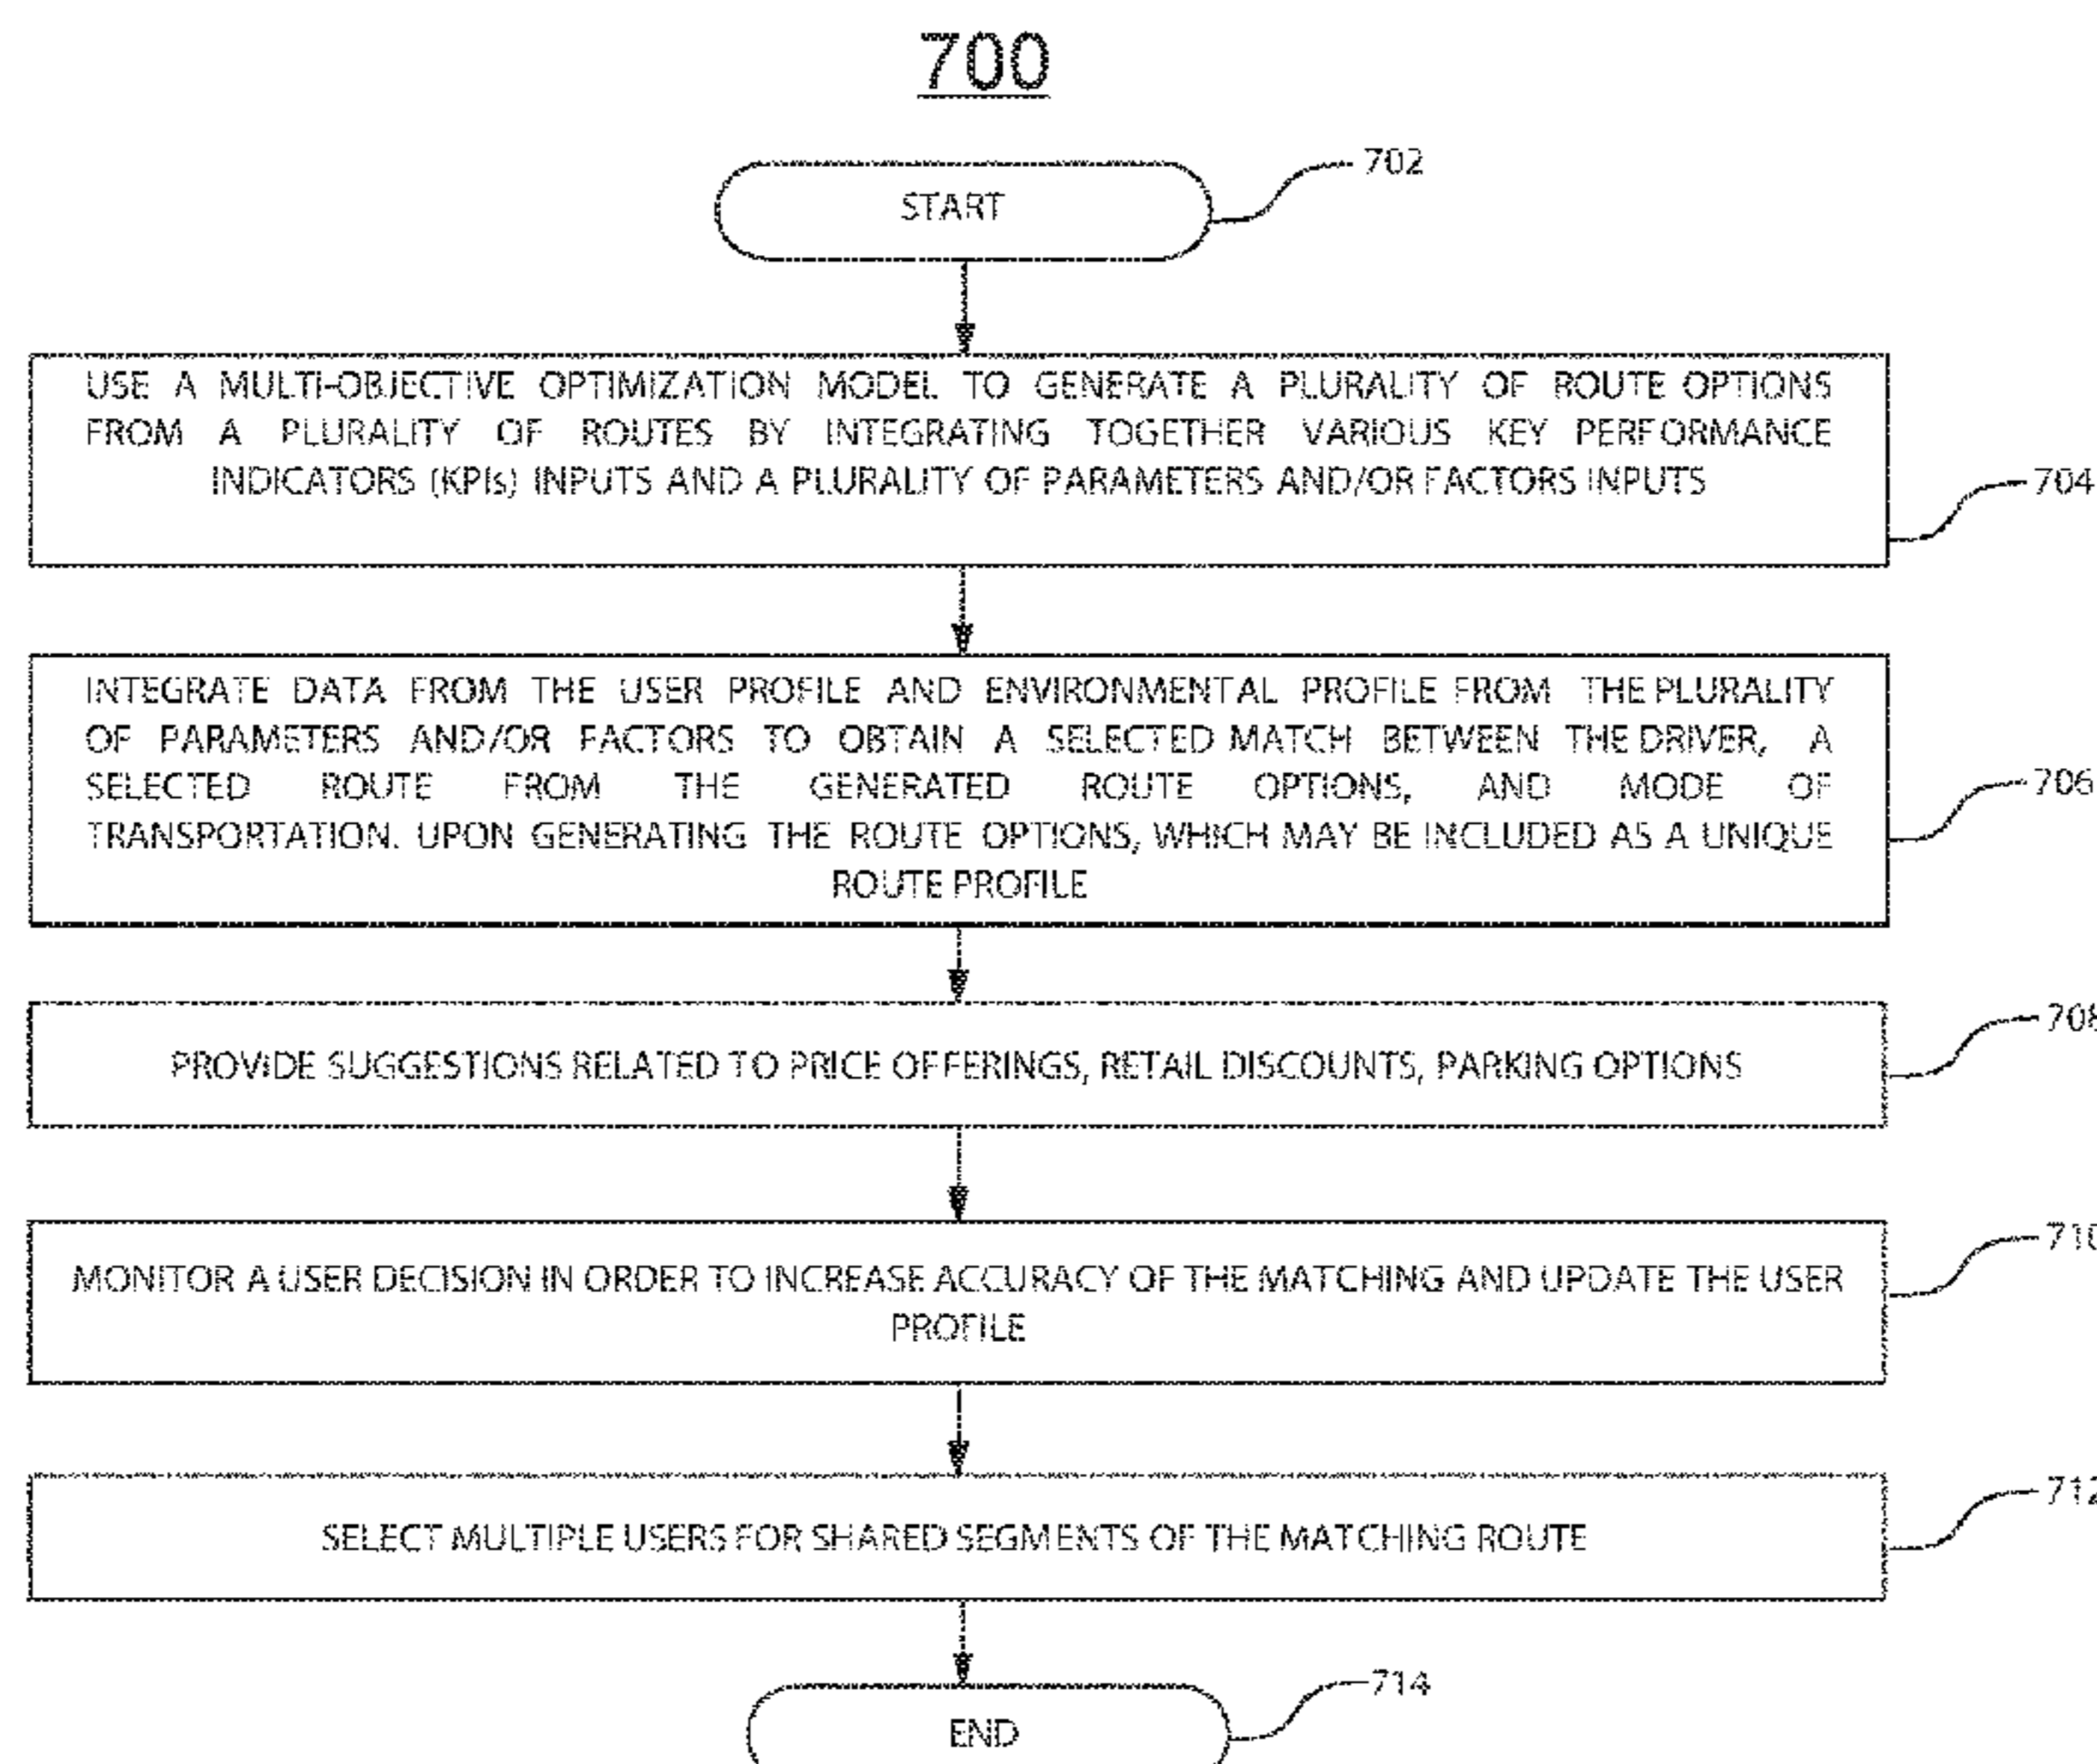 700
START
702
USE A MULTI-OBJECTIVE OPTIMIZATION MODEL TO GENERATE A PLURALITY OF ROUTE OPTIONS
FROM A PLURALITY OF ROUTES BY INTEGRATING TOGETHER VARIOUS KEY PERFORMANCE
INDICATORS (KPIs) INPUTS AND A PLURALITY OF PARAMETERS AND/OR FACTORS INPUTS
704
INTEGRATE DATA FROM THE USER PROFILE AND ENVIRONMENTAL PROFILE FROM THE PLURALITY
OF PARAMETERS AND/OR FACTORS TO OBTAIN A SELECTED MATCH BETWEEN THE DRIVER, A
SELECTED ROUTE FROM THE GENERATED ROUTE OPTIONS, AND MODE OF
TRANSPORTATION. UPON GENERATING THE ROUTE OPTIONS, WHICH MAY BE INCLUDED AS A UNIQUE
ROUTE PROFILE
706
PROVIDE SUGGESTIONS RELATED TO PRICE OFFERINGS, RETAIL DISCOUNTS, PARKING OPTIONS
708
MONITOR A USER DECISION IN ORDER TO INCREASE ACCURACY OF THE MATCHING AND UPDATE THE USER
PROFILE
710
SELECT MULTIPLE USERS FOR SHARED SEGMENTS OF THE MATCHING ROUTE
712
END
714